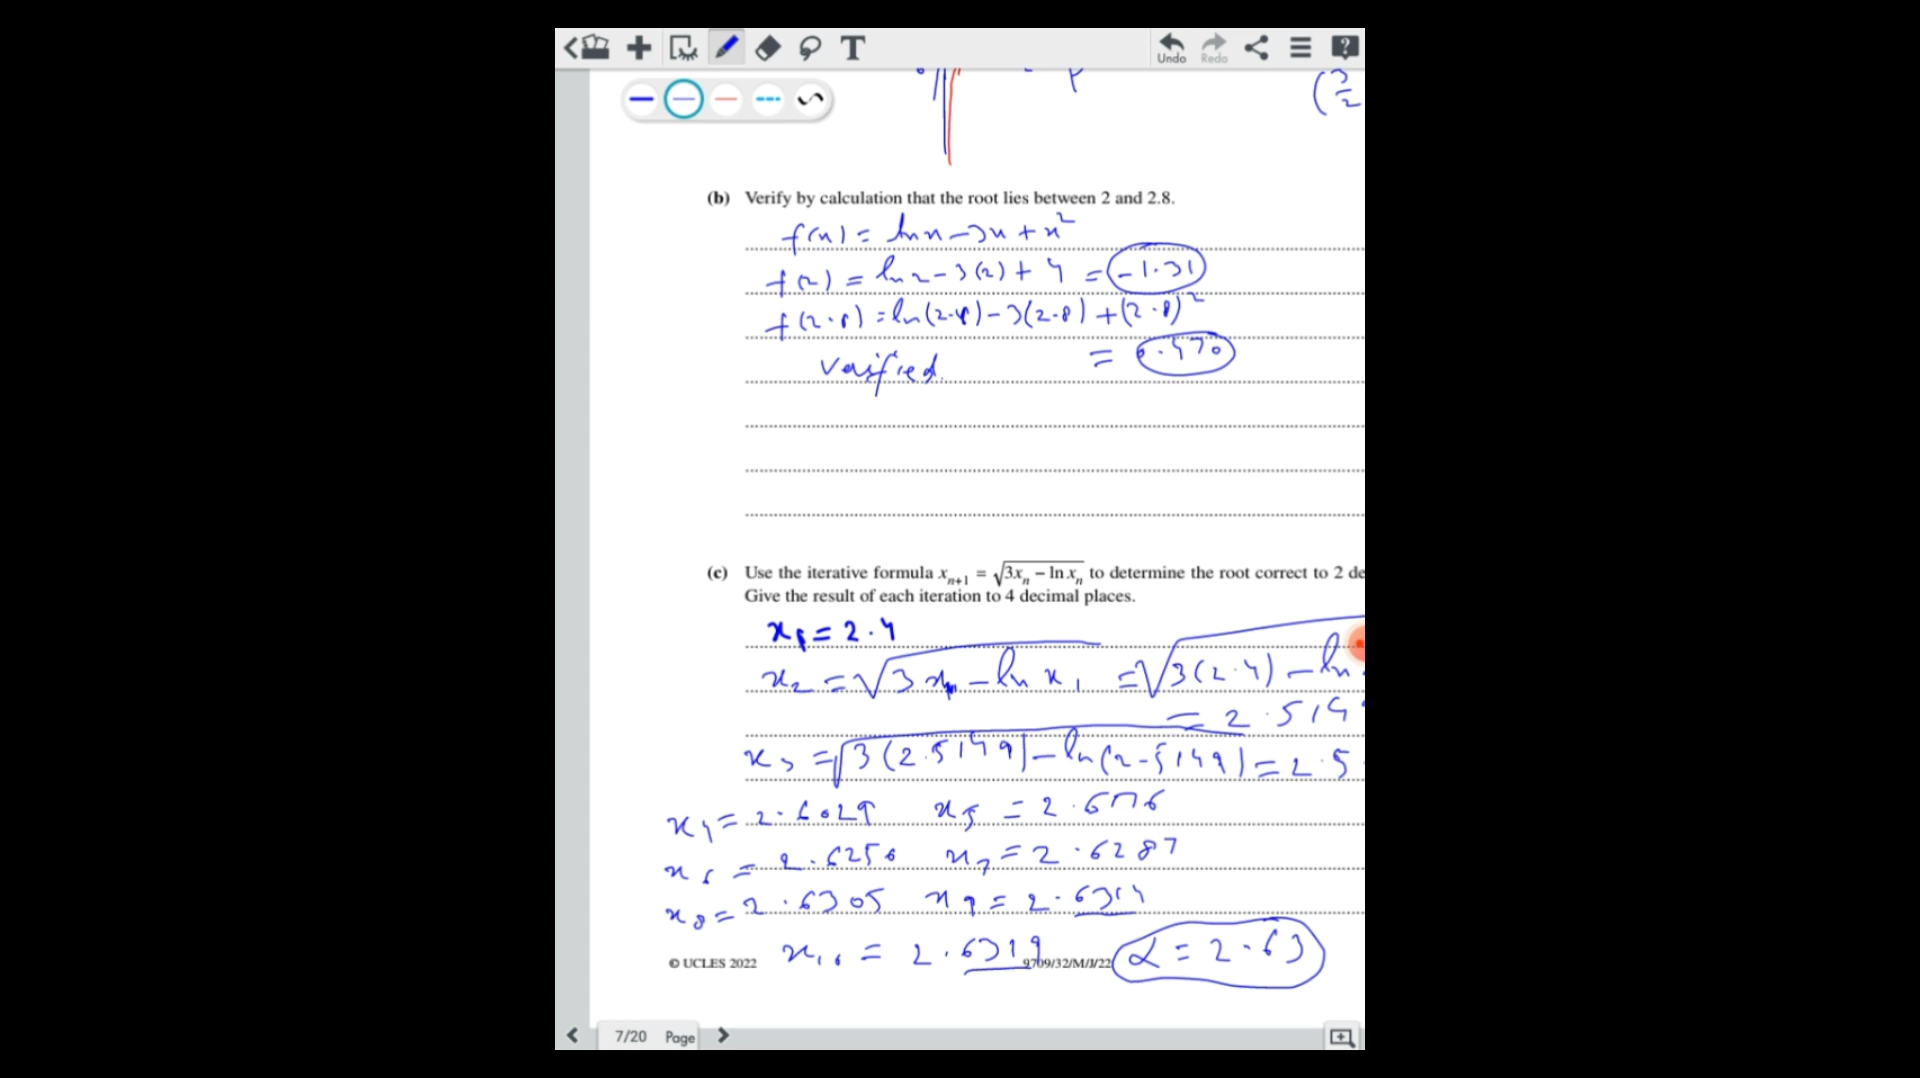 T
Undo
Redo
?
(3/2
(b) Verify by calculation that the root lies between 2 and 2.8.
f(x) = ln x - 3x + x²
f(2) = ln 2 - 3(2) + 4 = -1.31
f(2.8) = ln(2.8) - 3(2.8) + (2.8)²
= 0.470
Verified.
(c) Use the iterative formula xₙ₊₁ = √(3xₙ − ln xₙ) to determine the root correct to 2 de
Give the result of each iteration to 4 decimal places.
x₁ = 2.4
x₂ = √(3x₁ - ln x₁) = √(3(2.4) - ln
= 2.514
x₃ = √(3(2.5149) - ln(2.5149)) = 2.5
x₄ = 2.6029 x₅ =
x₆ = 2.6256 x₇ = 2.6287
x₈ = 2.6305 x₉ = 2.6314
x₁₀ = 2.6319 α = 2.63
© UCLES 2022 9709/32/M/J/22
7/20 Page